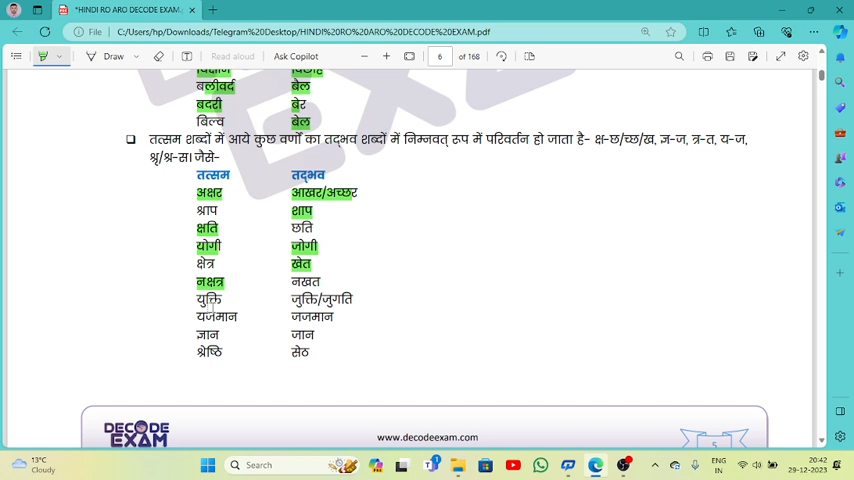 *HINDI RO ARO DECODE EXAM.
File
C:/Users/hp/Downloads/Telegram%20Desktop/HINDI%20RO%20ARO%20DECODE%20EXAM.pdf
Draw
Read aloud
Ask Copilot
6
of 168
बलीवर्द बैल
बदरी बेर
बिल्व बेल
तत्सम शब्दों में आये कुछ वर्णों का तद्भव शब्दों में निम्नवत् रूप में परिवर्तन हो जाता है- क्ष-छ/च्छ/ख, ज्ञ-ज, त्र-त, य-ज,
श्रृ/श्र-स। जैसे-
तत्सम तद्भव
अक्षर आखर/अच्छर
श्राप शाप
क्षति छति
योगी जोगी
क्षेत्र खेत
नक्षत्र नखत
युक्ति जुक्ति/जुगति
यजमान जजमान
ज्ञान जान
श्रेष्ठि सेठ
DECODE
EXAM
www.decodeexam.com
5
13°C
Cloudy
Search
ENG
IN
20:42
29-12-2023